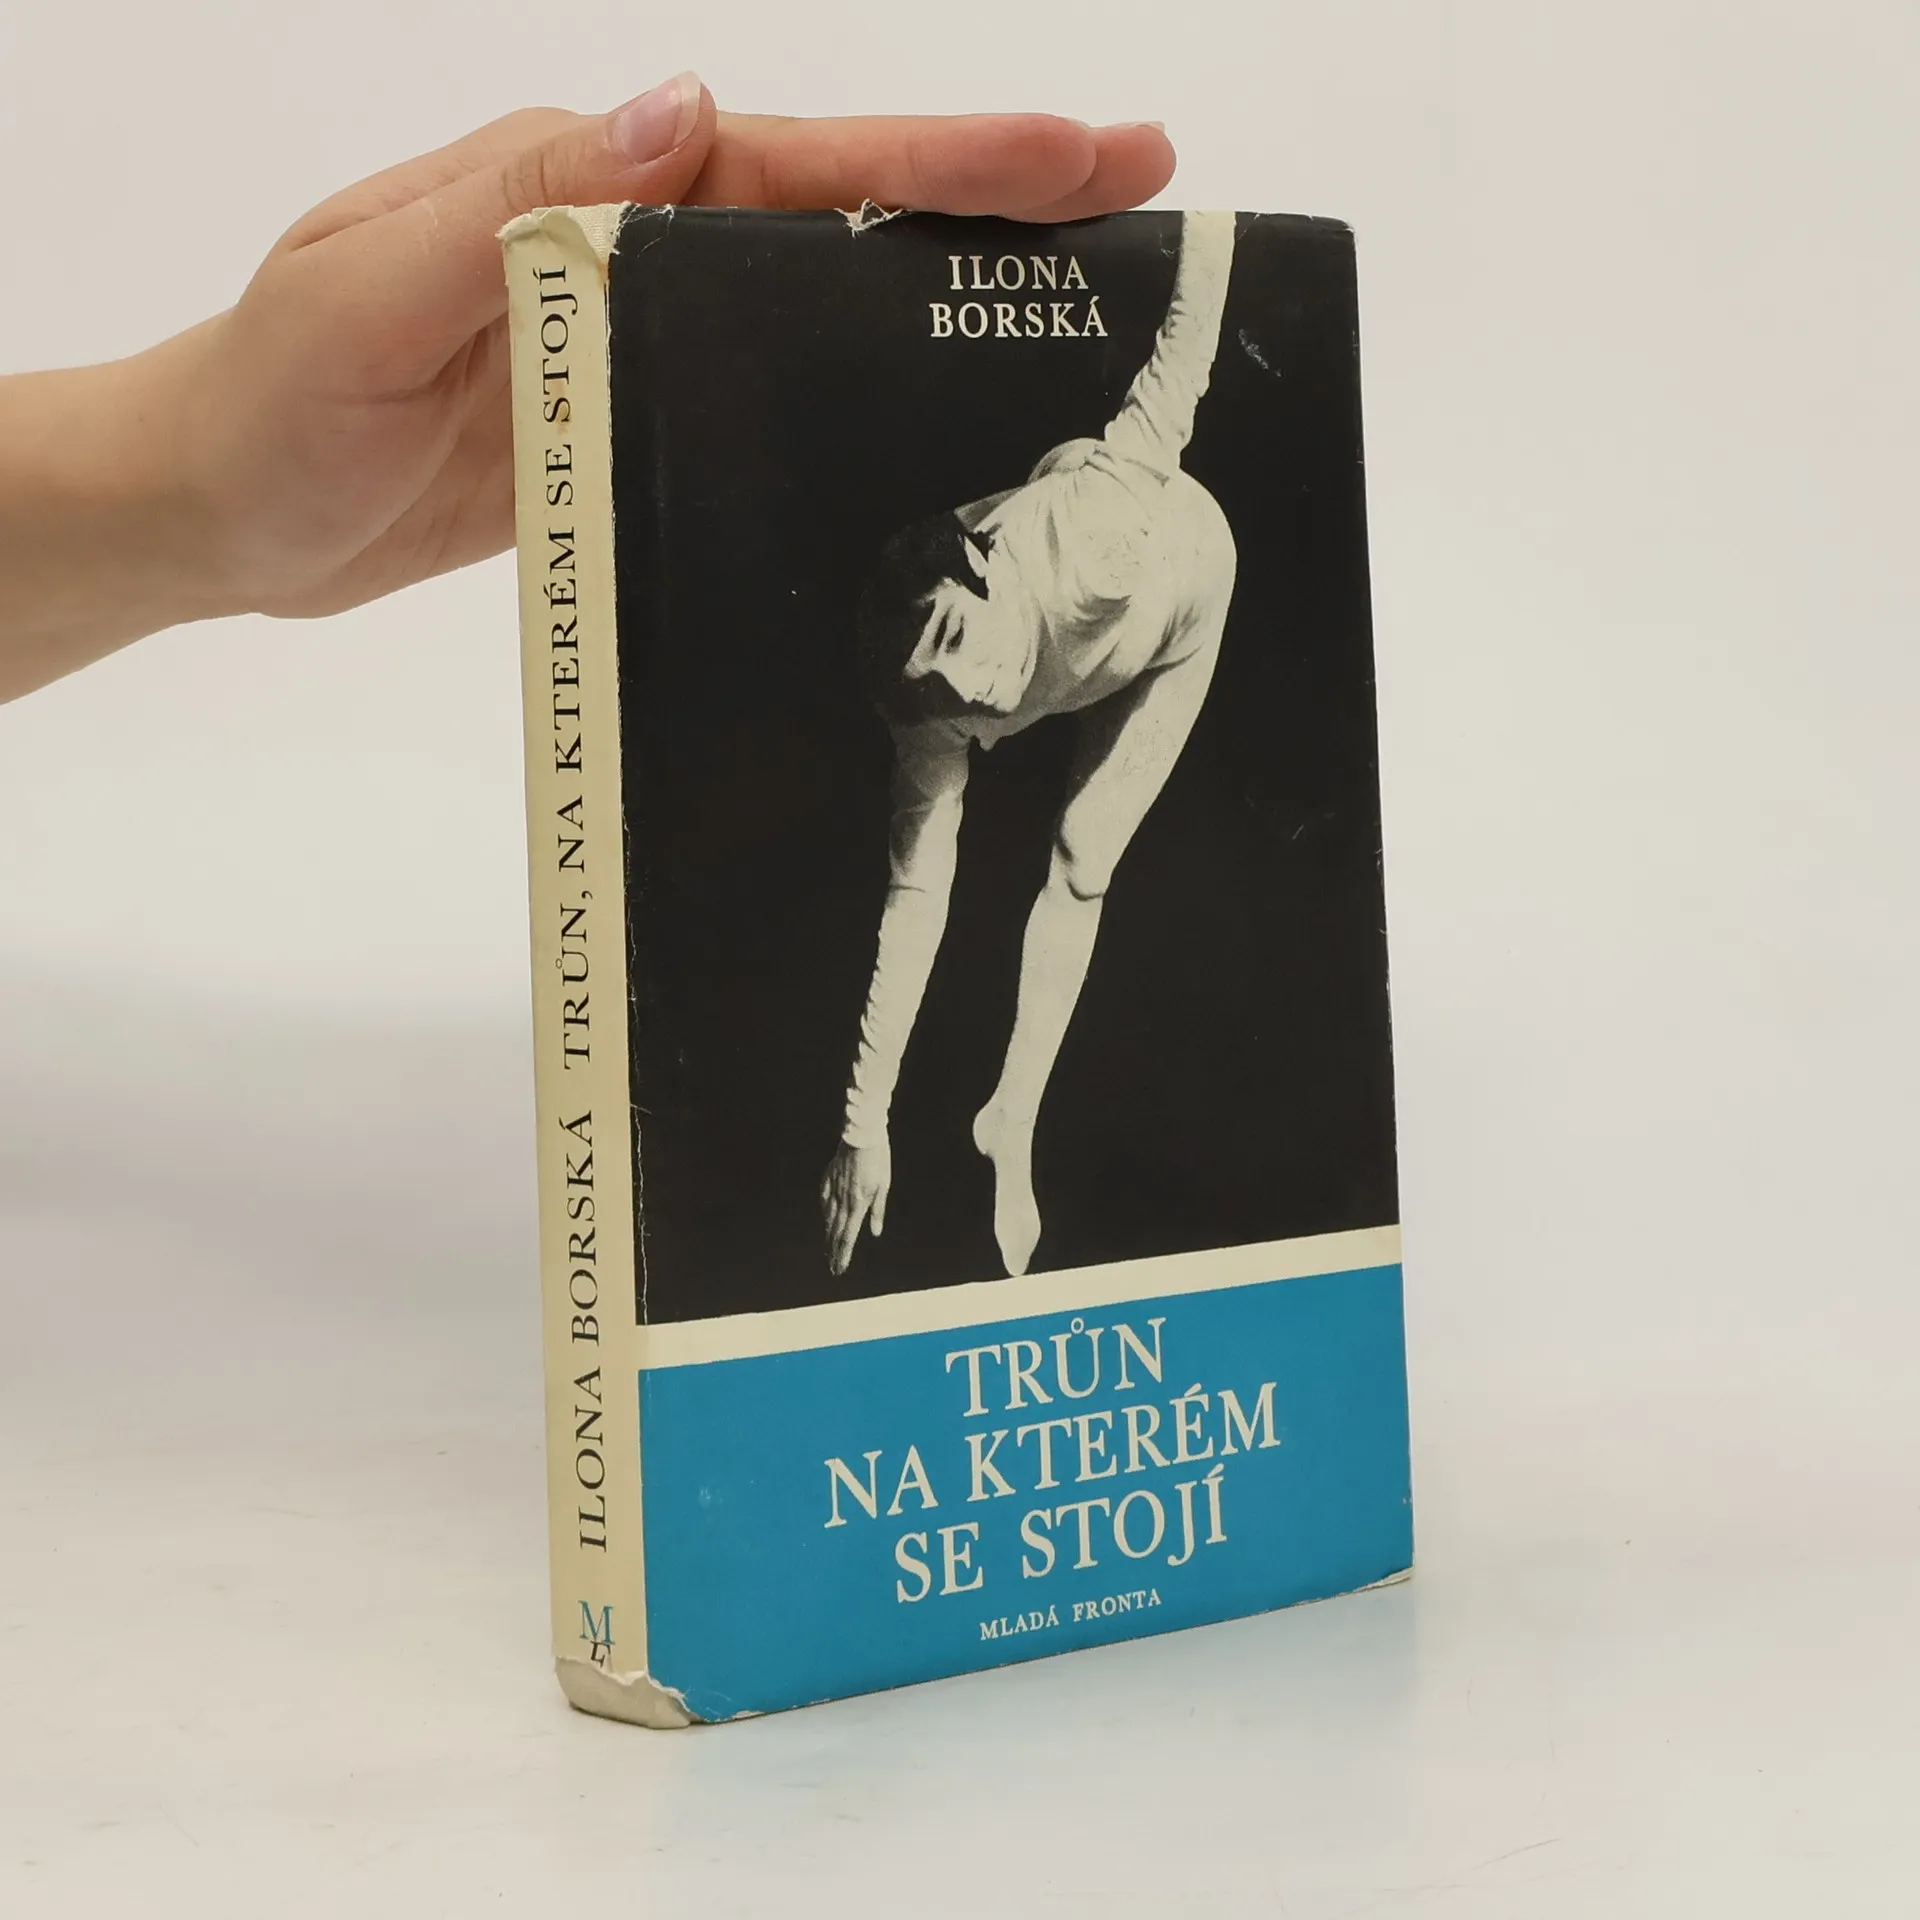 ILONA BORSKÁ TRŮN, NA KTERÉM SE STOJÍ
MF
ILONA
BORSKÁ
TRŮN
NA KTERÉM
SE STOJÍ
MLADÁ FRONTA